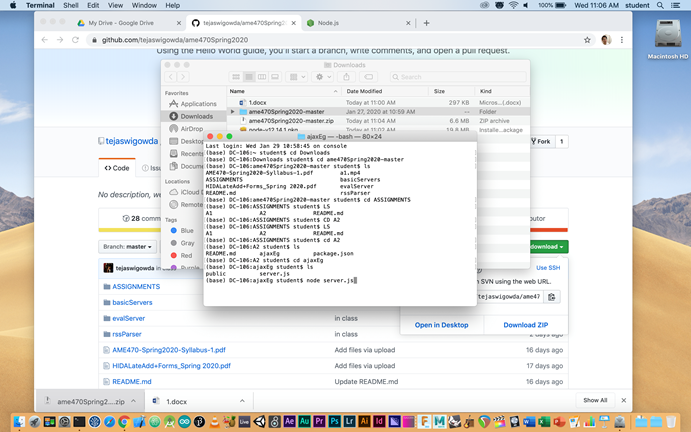 Terminal Shell Edit View Window Help 100% Wed 11:06 AM student
My Drive - Google Drive tejaswigowda/ame470Spring20 Node.js
github.com/tejaswigowda/ame470Spring2020
Using the Hello World guide, you'll start a branch, write comments, and open a pull request.
Macintosh HD
Downloads
Search
Favorites Name Date Modified Size Kind
Applications 1.docx Today at 11:00 AM 297 KB Micros...(.docx)
Downloads ame470Spring2020-master Jan 27, 2020 at 10:59 AM -- Folder
AirDrop ame470Spring2020-master.zip Today at 11:04 AM 6.6 MB ZIP archive
Desktop node-v12.14.1.pkg Today at 11:02 AM 19.8 MB Installe...package
Recents
Docum
Locations
iCloud D
Remote
Tags
Blue
Gray
Red
Purple
ajaxEg — -bash — 80×24
Last login: Wed Jan 29 10:58:45 on console
(base) DC-106:~ student$ cd Downloads
(base) DC-106:Downloads student$ cd ame470Spring2020-master
(base) DC-106:ame470Spring2020-master student$ ls
AME470-Spring2020-Syllabus-1.pdf a1.mp4
ASSIGNMENTS basicServers
HIDALateAdd+Forms_Spring 2020.pdf evalServer
README.md rssParser
(base) DC-106:ame470Spring2020-master student$ cd ASSIGNMENTS
(base) DC-106:ASSIGNMENTS student$ LS
A1 A2 README.md
(base) DC-106:ASSIGNMENTS student$ CD A2
(base) DC-106:ASSIGNMENTS student$ LS
A1 A2 README.md
(base) DC-106:ASSIGNMENTS student$ cd A2
(base) DC-106:A2 student$ ls
README.md ajaxEg package.json
(base) DC-106:A2 student$ cd ajaxEg
(base) DC-106:ajaxEg student$ ls
public server.js
(base) DC-106:ajaxEg student$ node server.js
tejaswigowda Fork 1
Code Issu
No description, we
28 comm utor
Branch: master download
tejaswigowda Use SSH
SVN using the web URL.
tejaswigowda/ame47
Open in Desktop Download ZIP
ASSIGNMENTS
basicServers
evalServer in class
rssParser in class 2 days ago
AME470-Spring2020-Syllabus-1.pdf Add files via upload 16 days ago
HIDALateAdd+Forms_Spring 2020.pdf Add files via upload 17 days ago
README.md Update README.md 16 days ago
ame470Spring2....zip 1.docx Show All